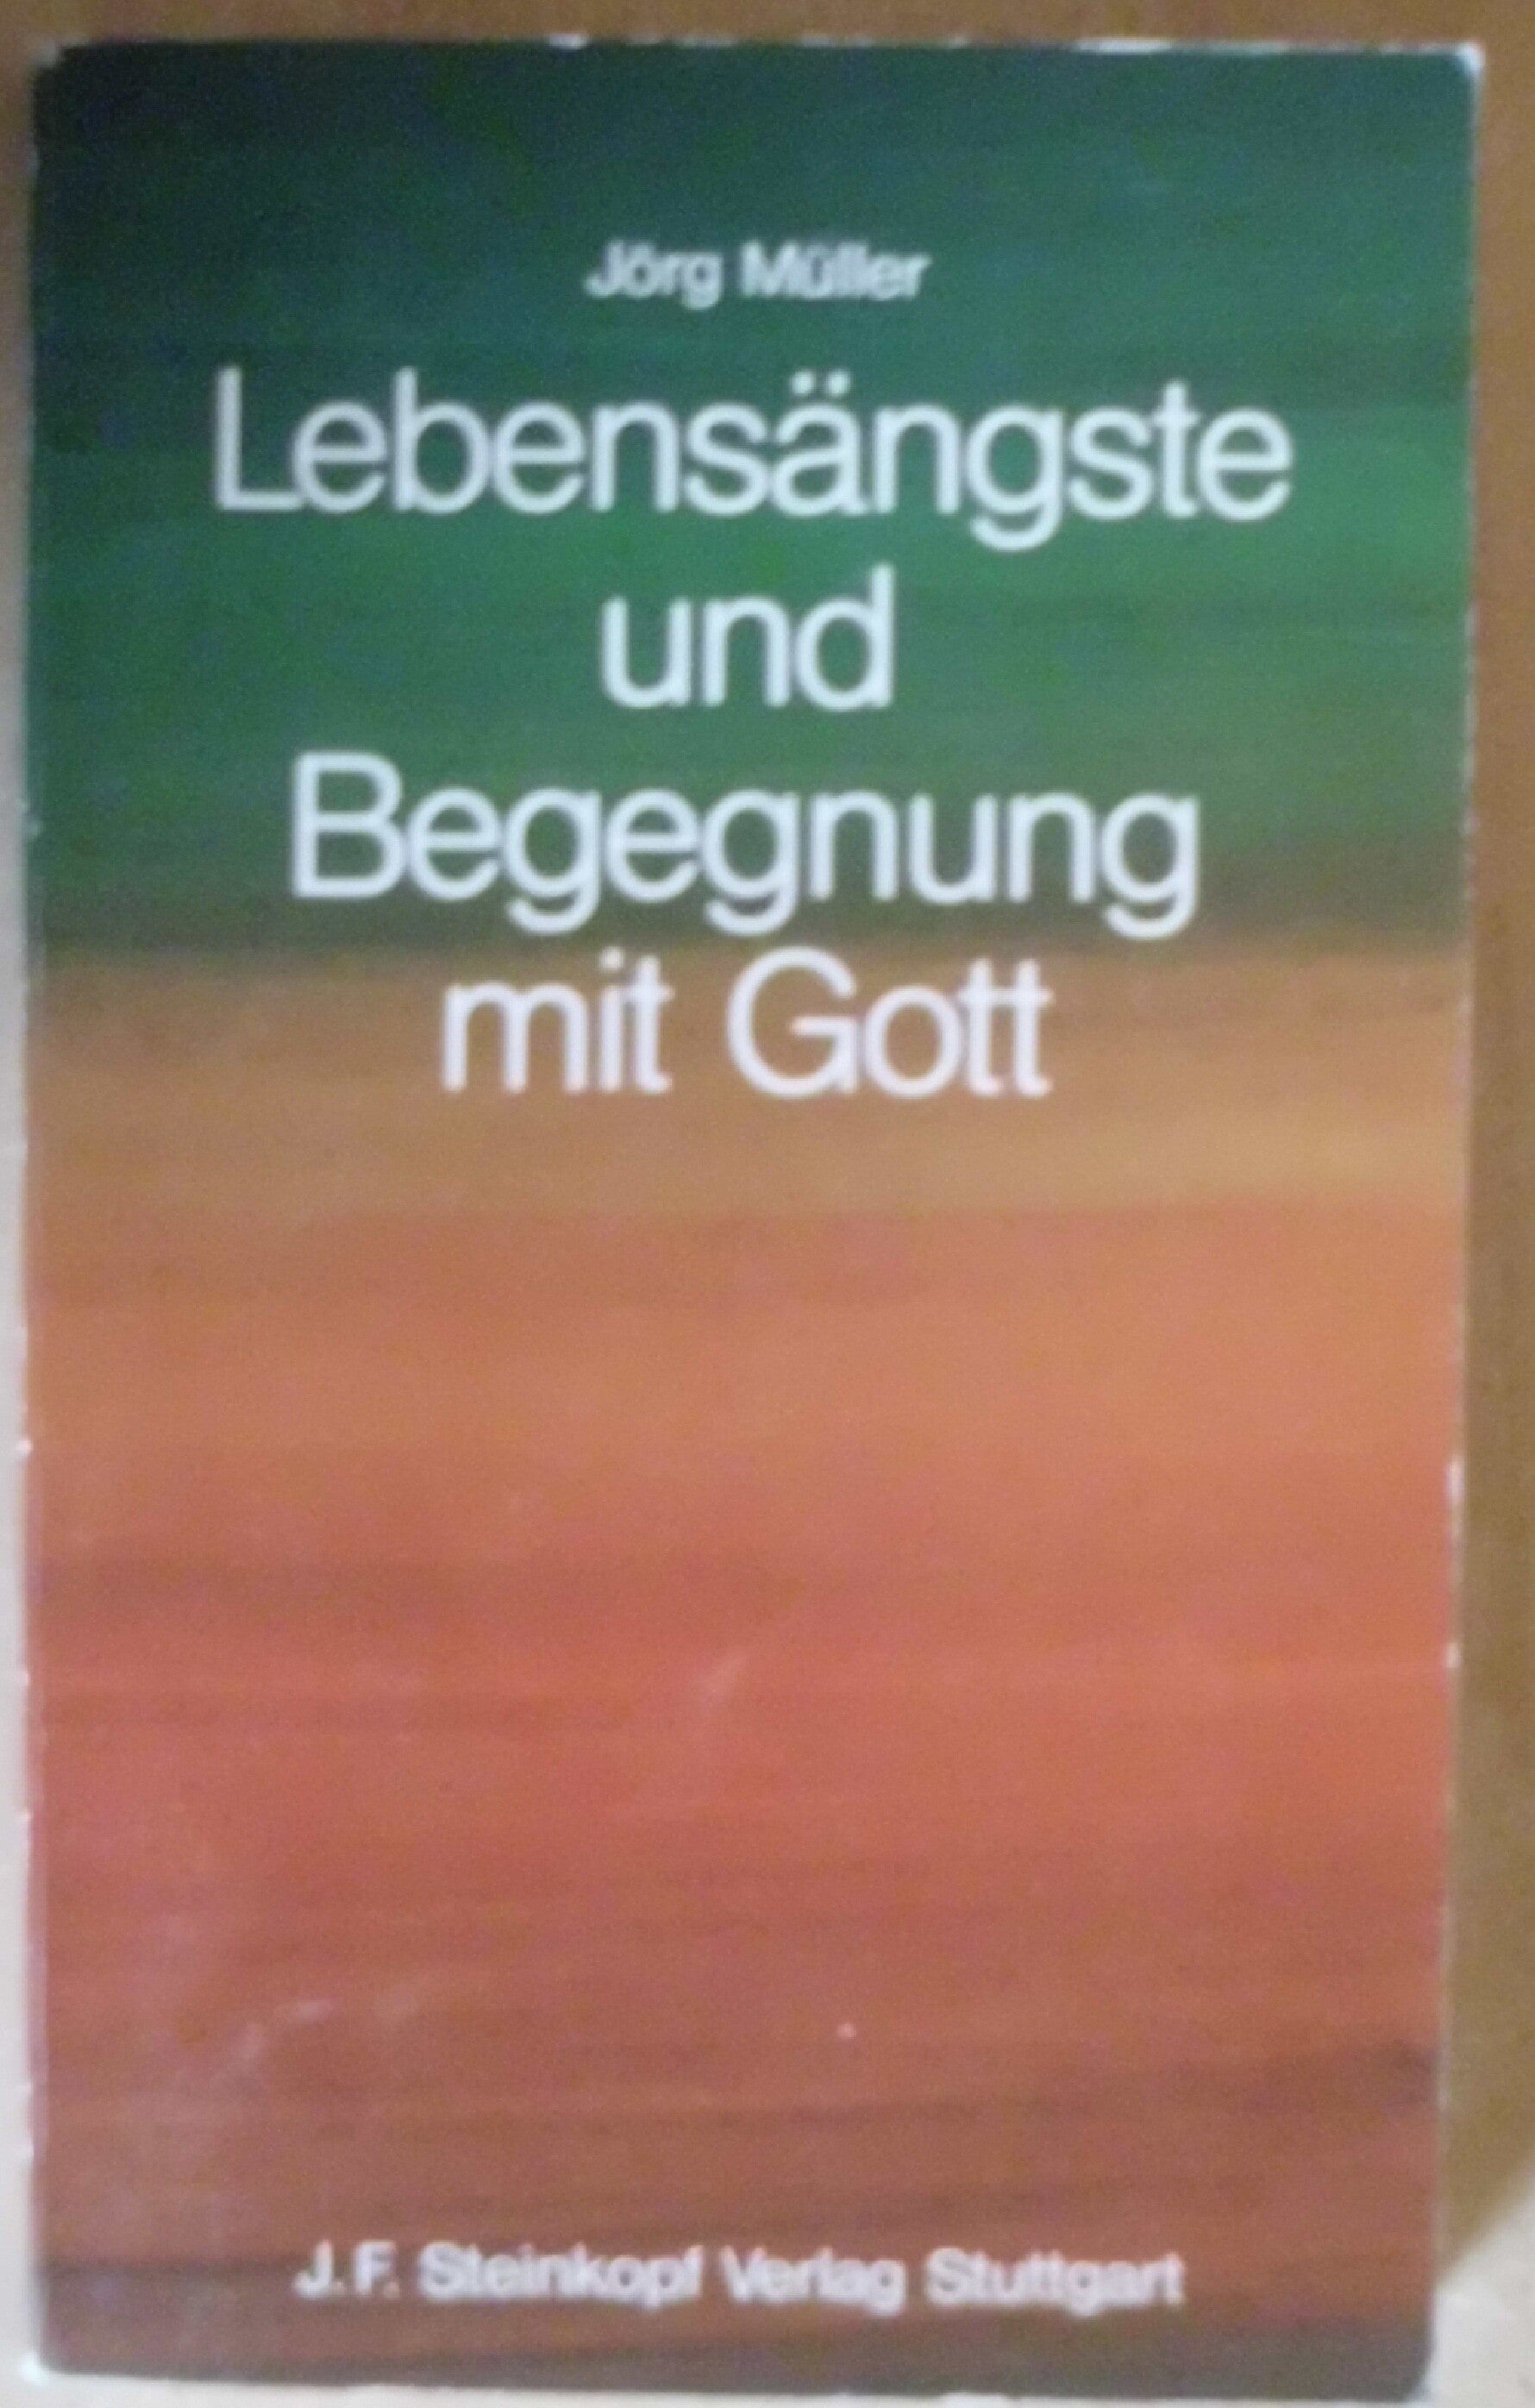 Jörg Müller
Lebensängste
und
Begegnung
mit Gott
J. F. Steinkopf Verlag Stuttgart